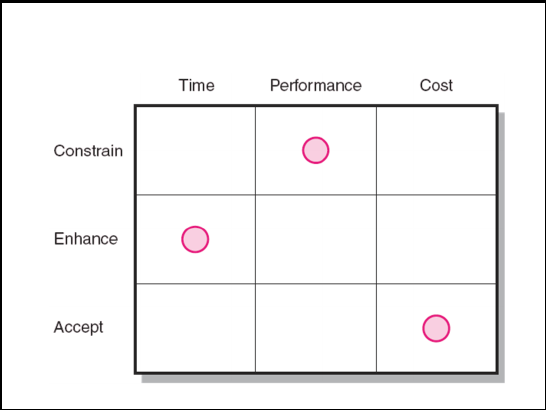 Time Performance Cost
Constrain
Enhance
Accept